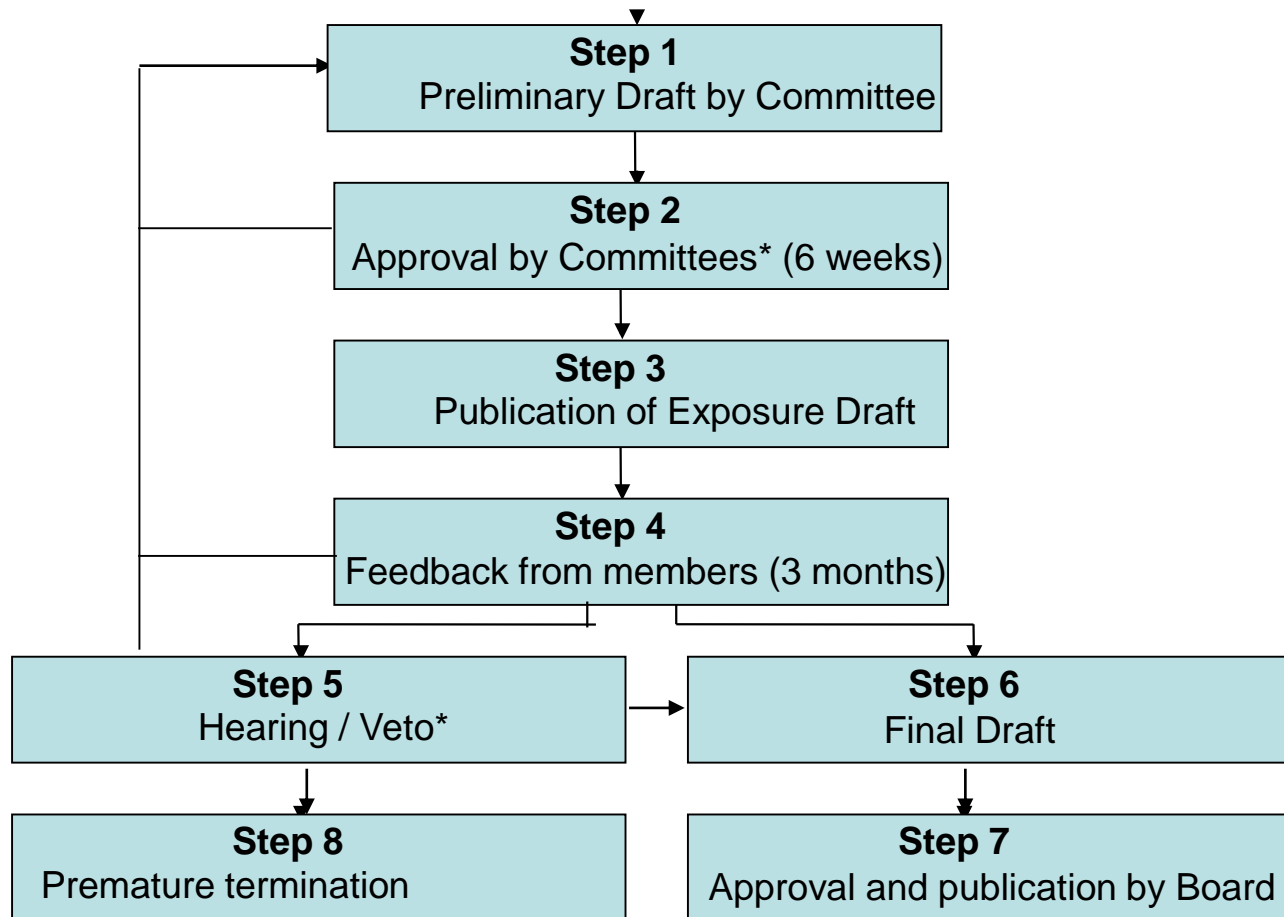 Step 1
Preliminary Draft by Committee
Step 2
Approval by Committees* (6 weeks)
Step 3
Publication of Exposure Draft
Step 4
Feedback from members (3 months)
Step 5
Hearing / Veto*
Step 6
Final Draft
Step 8
Premature termination
Step 7
Approval and publication by Board